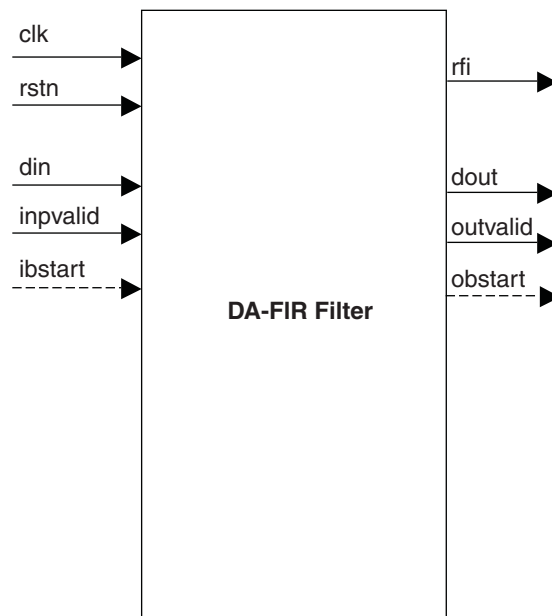 clk
rstn
din
inpvalid
ibstart
DA-FIR Filter
rfi
dout
outvalid
obstart